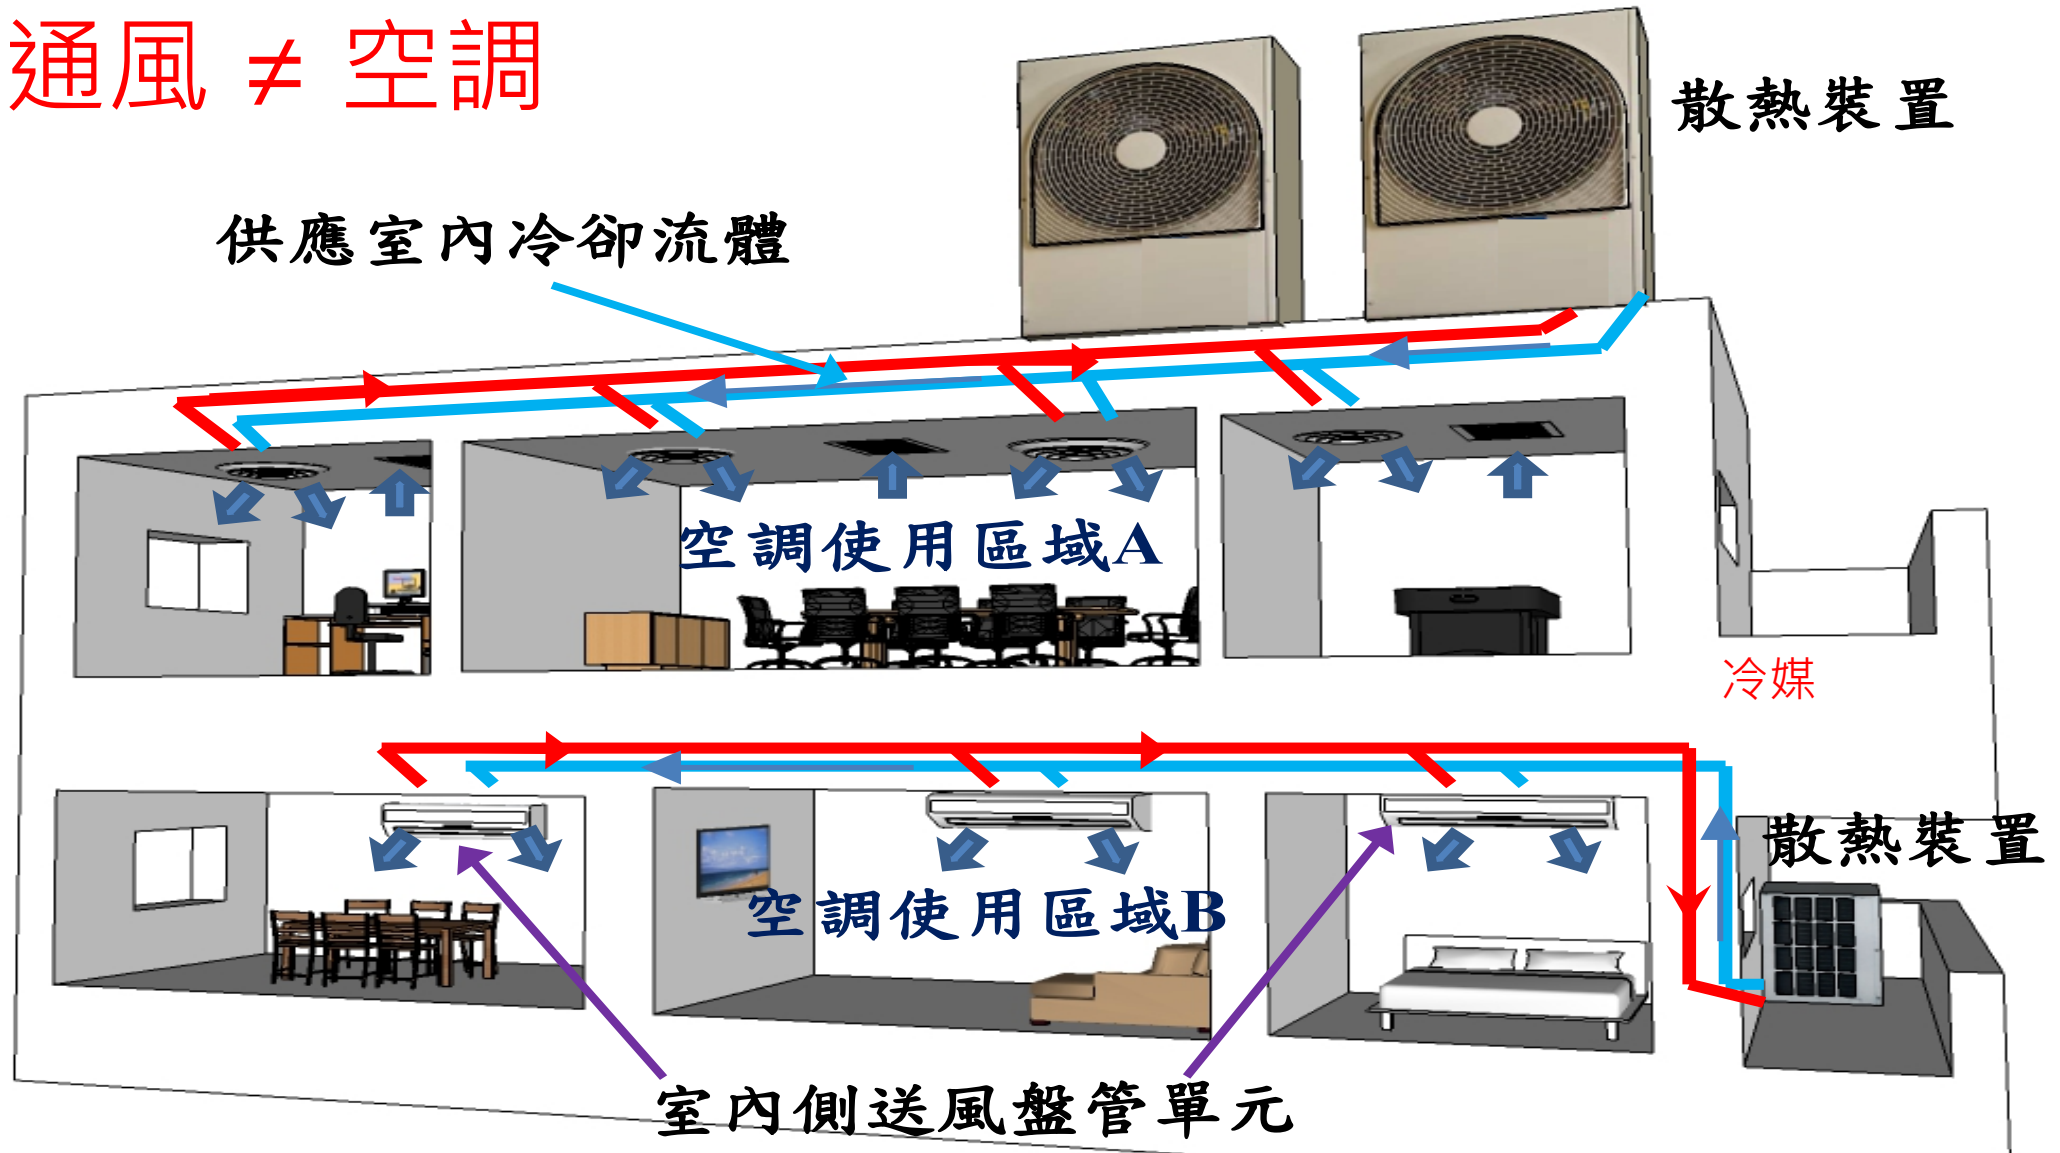 通風 ≠ 空調
散熱裝置
供應室內冷卻流體
空調使用區域A
冷媒
散熱裝置
空調使用區域B
室內側送風盤管單元